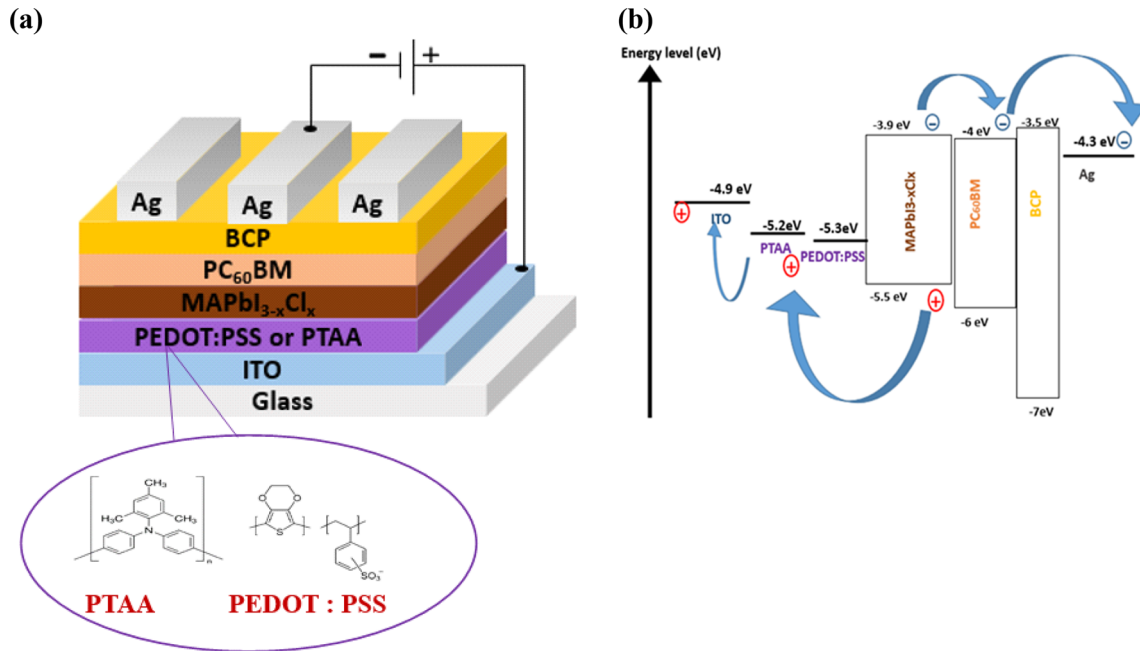 (a)
(b)
− +
Ag Ag Ag
BCP
PC₆₀BM
MAPbI₃₋ₓClₓ
PEDOT:PSS or PTAA
ITO
Glass
CH₃
H₃C CH₃
N
n
O O
S
SO₃⁻
PTAA PEDOT : PSS
Energy level (eV)
-4.9 eV
ITO
-5.2eV
PTAA
-5.3eV
PEDOT:PSS
-3.9 eV
MAPbI3-xClx
-5.5 eV
-4 eV
PC₆₀BM
-6 eV
-3.5 eV
BCP
-7eV
-4.3 eV
Ag